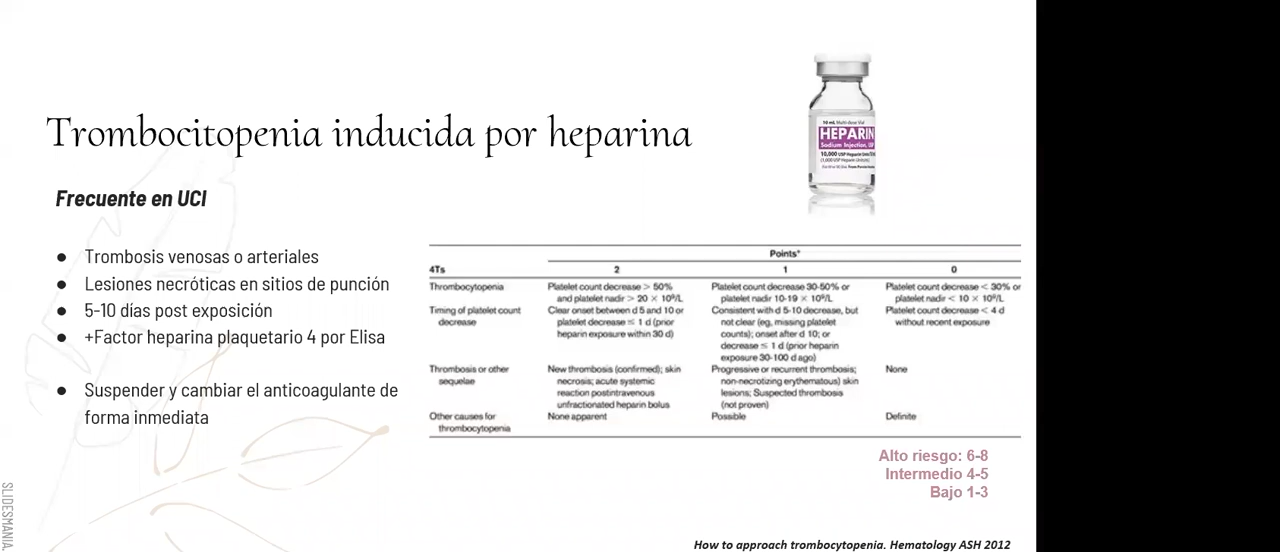 Trombocitopenia inducida por heparina
10 mL Multi-dose Vial
HEPARIN
Sodium Injection, USP
Frecuente en UCI
● Trombosis venosas o arteriales
● Lesiones necróticas en sitios de punción
● 5-10 días post exposición
● +Factor heparina plaquetario 4 por Elisa
● Suspender y cambiar el anticoagulante de
forma inmediata
Points*
4Ts 2 1 0
Thrombocytopenia Platelet count decrease > 50% Platelet count decrease 30-50% or Platelet count decrease < 30% or
and platelet nadir > 20 × 10⁹/L platelet nadir 10-19 × 10⁹/L platelet nadir < 10 × 10⁹/L
Timing of platelet count Clear onset between d 5 and 10 or Consistent with d 5-10 decrease, but Platelet count decrease < 4 d
decrease platelet decrease ≤ 1 d (prior not clear (eg, missing platelet without recent exposure
heparin exposure within 30 d) counts); onset after d 10; or
decrease ≤ 1 d (prior heparin
exposure 30-100 d ago)
Thrombosis or other New thrombosis (confirmed); skin Progressive or recurrent thrombosis; None
sequelae necrosis; acute systemic non-necrotizing erythematous) skin
reaction postintravenous lesions; Suspected thrombosis
unfractionated heparin bolus (not proven)
Other causes for None apparent Possible Definite
thrombocytopenia
Alto riesgo: 6-8
Intermedio 4-5
Bajo 1-3
How to approach trombocytopenia. Hematology ASH 2012
SLIDESMANIA.